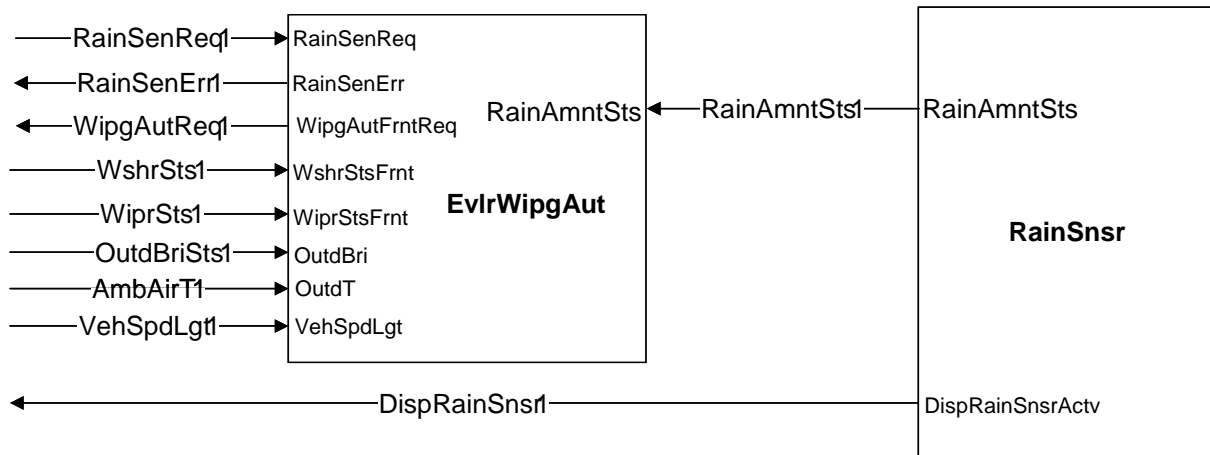 RainSenReq1
RainSenReq
RainSenErr1
RainSenErr
RainAmntSts
RainAmntSts1
RainAmntSts
WipgAutReq1
WipgAutFrntReq
WshrSts1
WshrStsFrnt
EvlrWipgAut
WiprSts1
WiprStsFrnt
RainSnsr
OutdBriSts1
OutdBri
AmbAirT1
OutdT
VehSpdLgt1
VehSpdLgt
DispRainSnsr1
DispRainSnsrActv